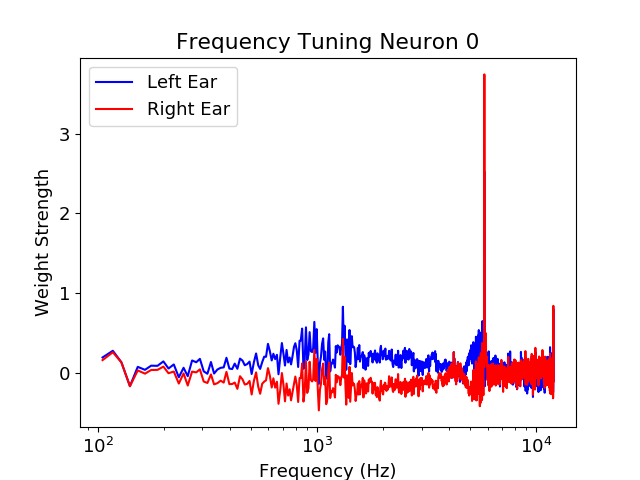 Frequency Tuning Neuron 0
Left Ear
Right Ear
Weight Strength
3
2
1
0
10²
10³
10⁴
Frequency (Hz)